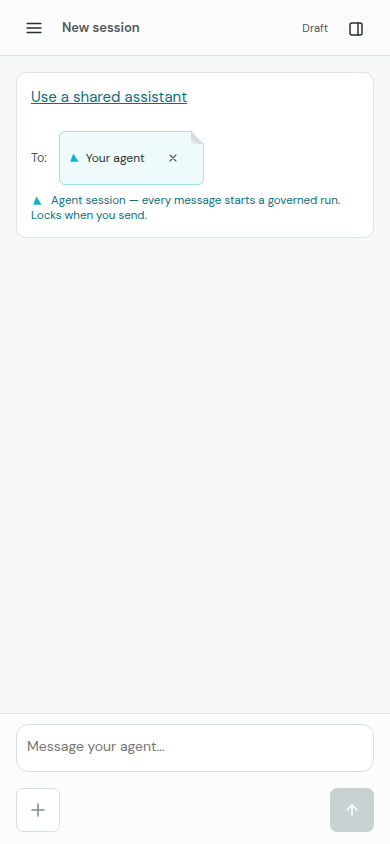 New session
Draft
Use a shared assistant
To:
Your agent
Agent session — every message starts a governed run.
Locks when you send.
Message your agent...